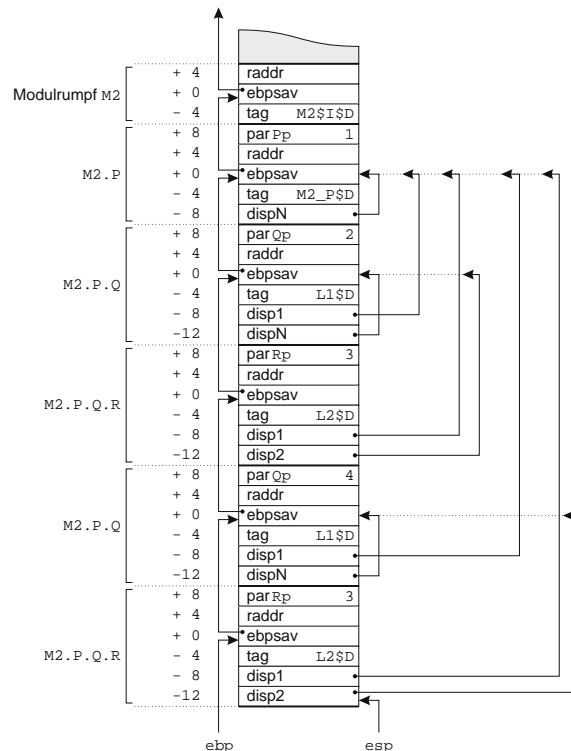 + 4 raddr
Modulrumpf M2 + 0 ebpsav
- 4 tag M2$I$D
+ 8 par Pp 1
+ 4 raddr
M2.P + 0 ebpsav
- 4 tag M2_P$D
- 8 dispN
+ 8 par Qp 2
+ 4 raddr
M2.P.Q + 0 ebpsav
- 4 tag L1$D
- 8 disp1
-12 dispN
+ 8 par Rp 3
+ 4 raddr
M2.P.Q.R + 0 ebpsav
- 4 tag L2$D
- 8 disp1
-12 disp2
+ 8 par Qp 4
+ 4 raddr
M2.P.Q + 0 ebpsav
- 4 tag L1$D
- 8 disp1
-12 dispN
+ 8 par Rp 3
+ 4 raddr
+ 0 ebpsav
M2.P.Q.R - 4 tag L2$D
- 8 disp1
-12 disp2
ebp esp